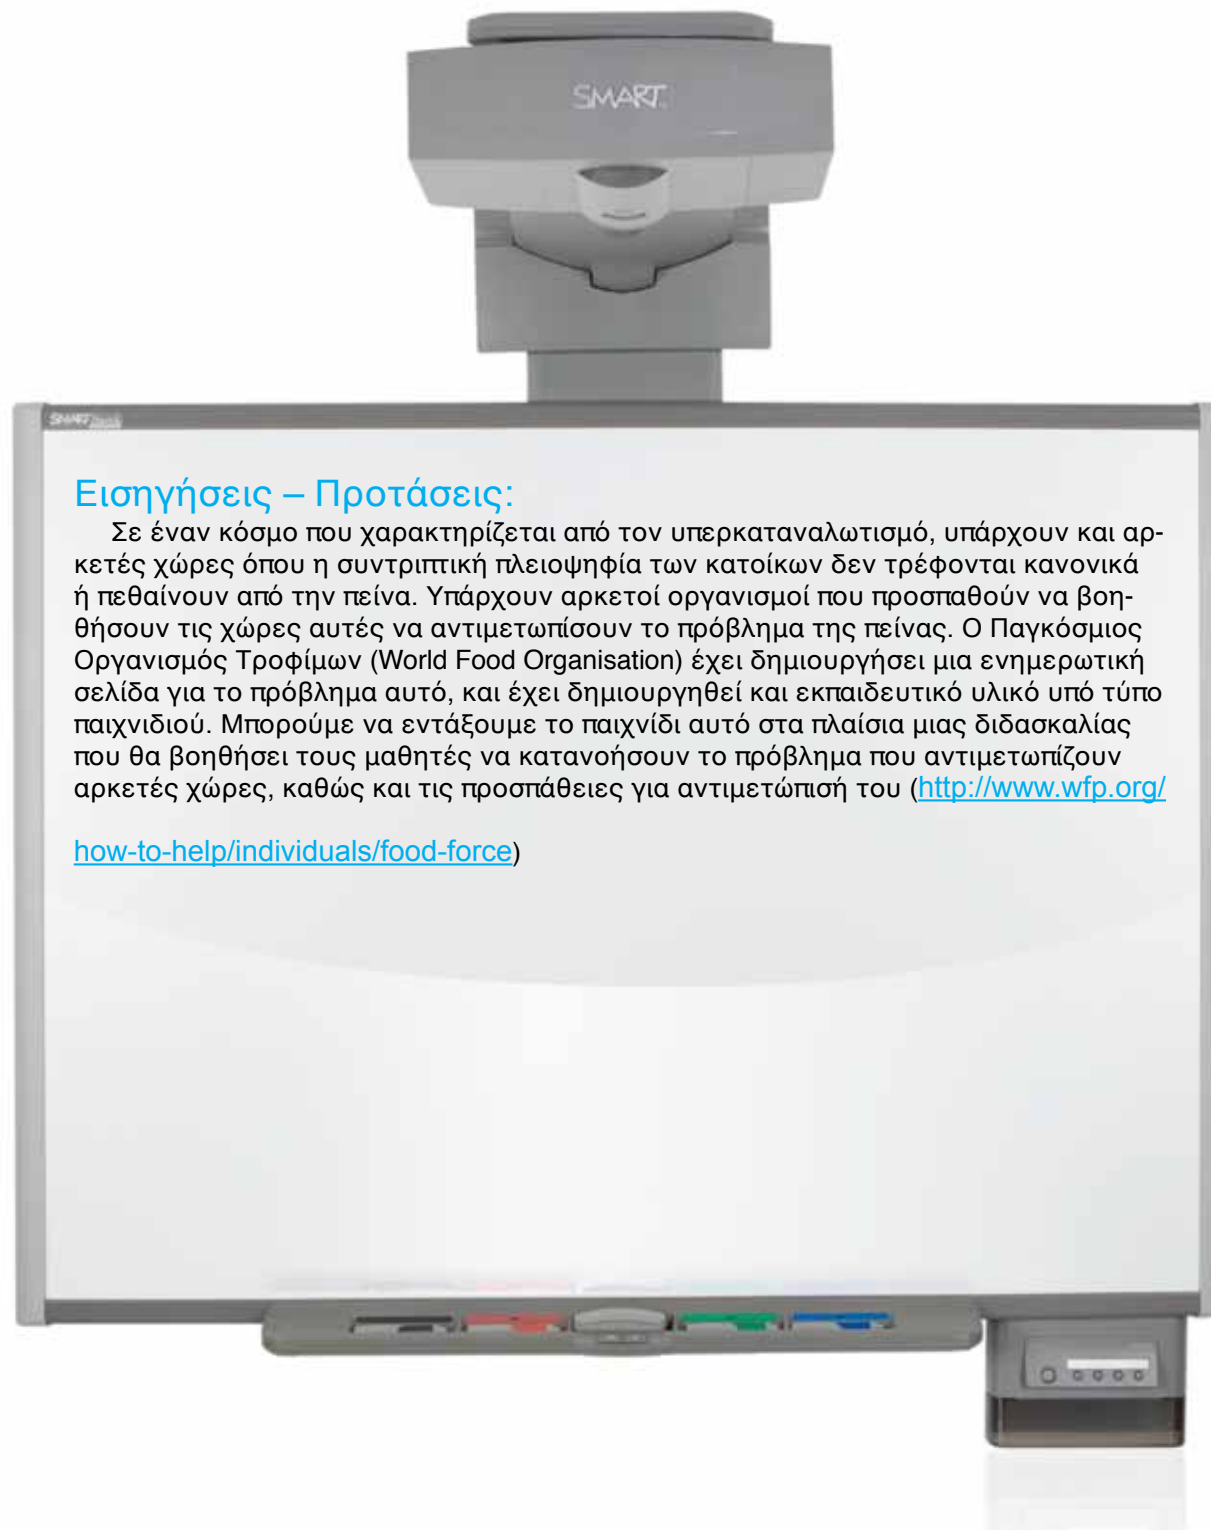 SMART
SMART
Εισηγήσεις – Προτάσεις:
Σε έναν κόσμο που χαρακτηρίζεται από τον υπερκαταναλωτισμό, υπάρχουν και αρ-
κετές χώρες όπου η συντριπτική πλειοψηφία των κατοίκων δεν τρέφονται κανονικά
ή πεθαίνουν από την πείνα. Υπάρχουν αρκετοί οργανισμοί που προσπαθούν να βοη-
θήσουν τις χώρες αυτές να αντιμετωπίσουν το πρόβλημα της πείνας. Ο Παγκόσμιος
Οργανισμός Τροφίμων (World Food Organisation) έχει δημιουργήσει μια ενημερωτική
σελίδα για το πρόβλημα αυτό, και έχει δημιουργηθεί και εκπαιδευτικό υλικό υπό τύπο
παιχνιδιού. Μπορούμε να εντάξουμε το παιχνίδι αυτό στα πλαίσια μιας διδασκαλίας
που θα βοηθήσει τους μαθητές να κατανοήσουν το πρόβλημα που αντιμετωπίζουν
αρκετές χώρες, καθώς και τις προσπάθειες για αντιμετώπισή του (http://www.wfp.org/
how-to-help/individuals/food-force)